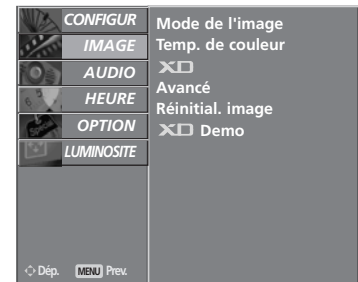 CONFIGUR
IMAGE
AUDIO
HEURE
OPTION
LUMINOSITE
Dép. MENU Prev.
Mode de l'image
Temp. de couleur
XD
Avancé
Réinitial. image
XD Demo